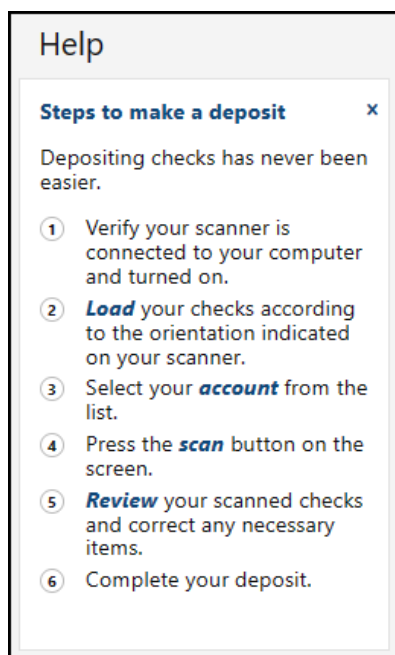 Help
Steps to make a deposit x
Depositing checks has never been
easier.
1 Verify your scanner is
connected to your computer
and turned on.
2 Load your checks according
to the orientation indicated
on your scanner.
3 Select your account from the
list.
4 Press the scan button on the
screen.
5 Review your scanned checks
and correct any necessary
items.
6 Complete your deposit.